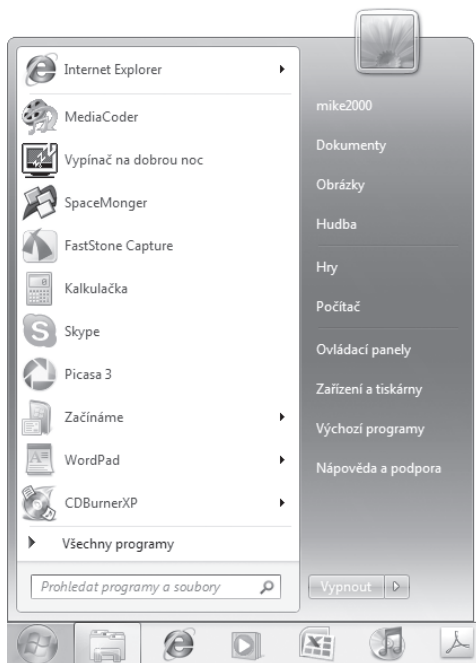 Internet Explorer
MediaCoder
Vypínač na dobrou noc
SpaceMonger
FastStone Capture
Kalkulačka
Skype
Picasa 3
Začínáme
WordPad
CDBurnerXP
Všechny programy
Prohledat programy a soubory
mike2000
Dokumenty
Obrázky
Hudba
Hry
Počítač
Ovládací panely
Zařízení a tiskárny
Výchozí programy
Nápověda a podpora
Vypnout